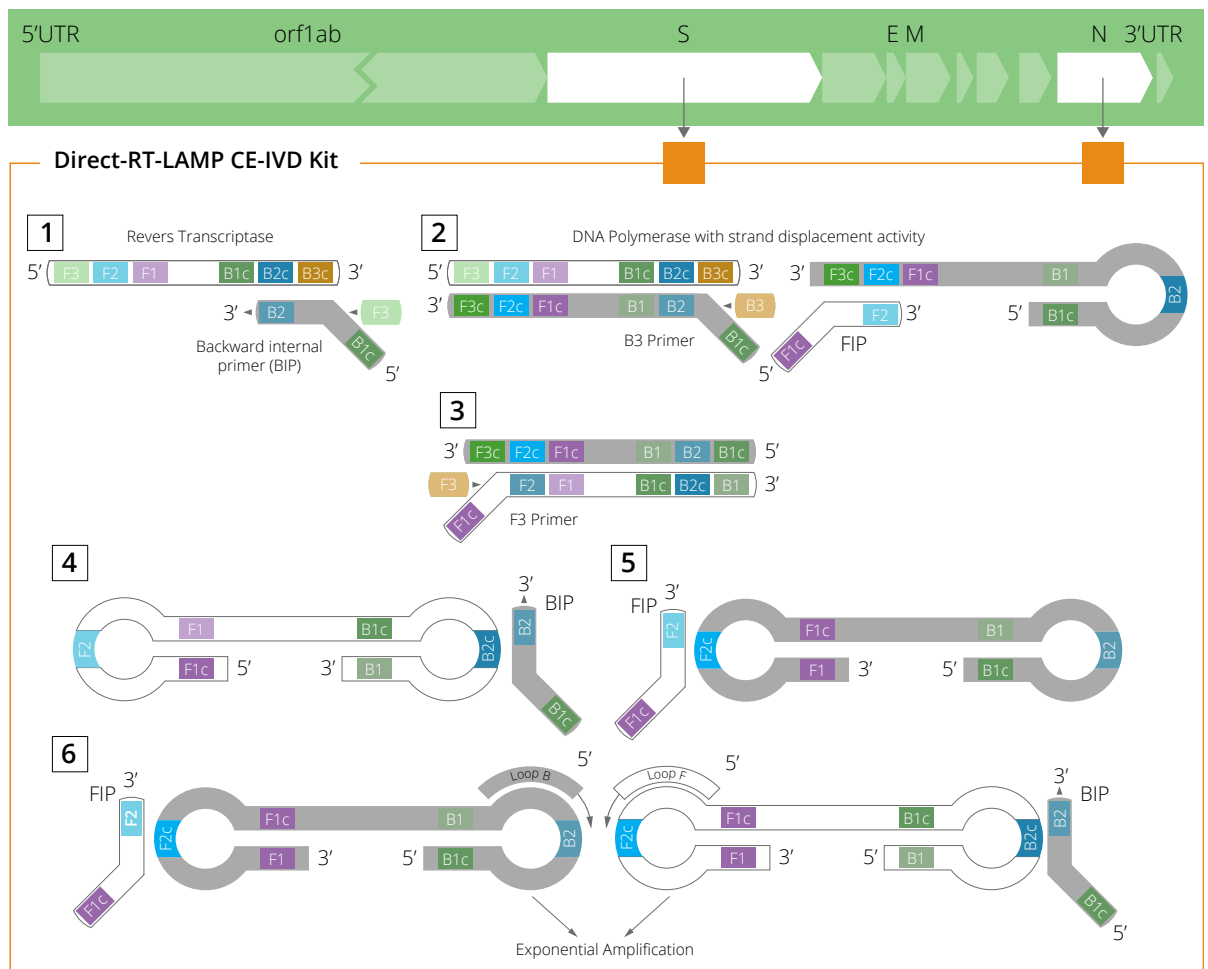 5’UTR orf1ab S E M N 3’UTR
Direct-RT-LAMP CE-IVD Kit
1
Revers Transcriptase
5’ F3 F2 F1 B1c B2c B3c 3’
3’ B2 F3
Backward internal
primer (BIP)
B1c
5’
2
DNA Polymerase with strand displacement activity
5’ F3 F2 F1 B1c B2c B3c 3’
3’ F3c F2c F1c B1 B2 B3
B3 Primer
B1c
5’
3’ F3c F2c F1c B1
B2
5’ B1c
F2 3’
FIP
F1c
3
3’ F3c F2c F1c B1 B2 B1c 5’
F3 F2 F1 B1c B2c B1 3’
F1c
F3 Primer
4
F2 F1 B1c B2c
F1c 5’ 3’ B1
3’
BIP
B2
B1c
5’
5
3’
FIP
F2
F1c
F2c F1c B1 B2
F1 3’ 5’ B1c
6
3’
FIP
F2
F1c
F2c F1c B1 B2
F1 3’ 5’ B1c
Loop B
Loop F 5’
F2c F1c B1c B2c
F1 3’ 5’ B1
3’
BIP
B2
B1c
5’
Exponential Amplification